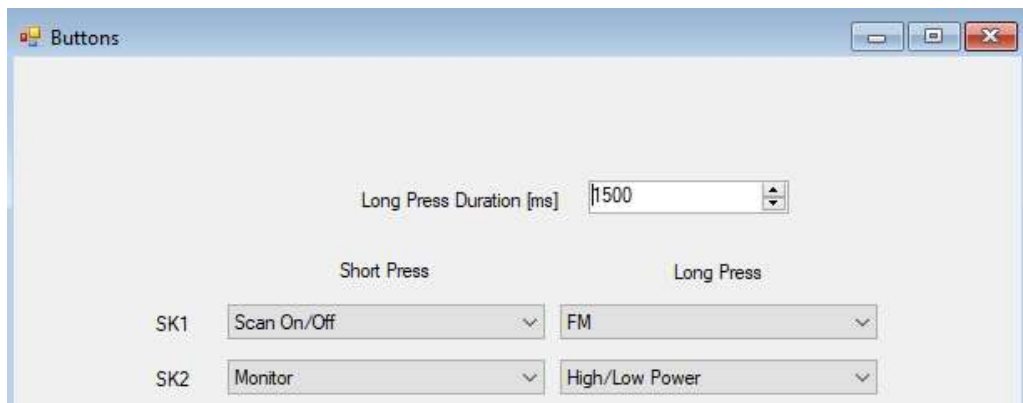 Buttons
Long Press Duration [ms] 1500
Short Press Long Press
SK1 Scan On/Off FM
SK2 Monitor High/Low Power